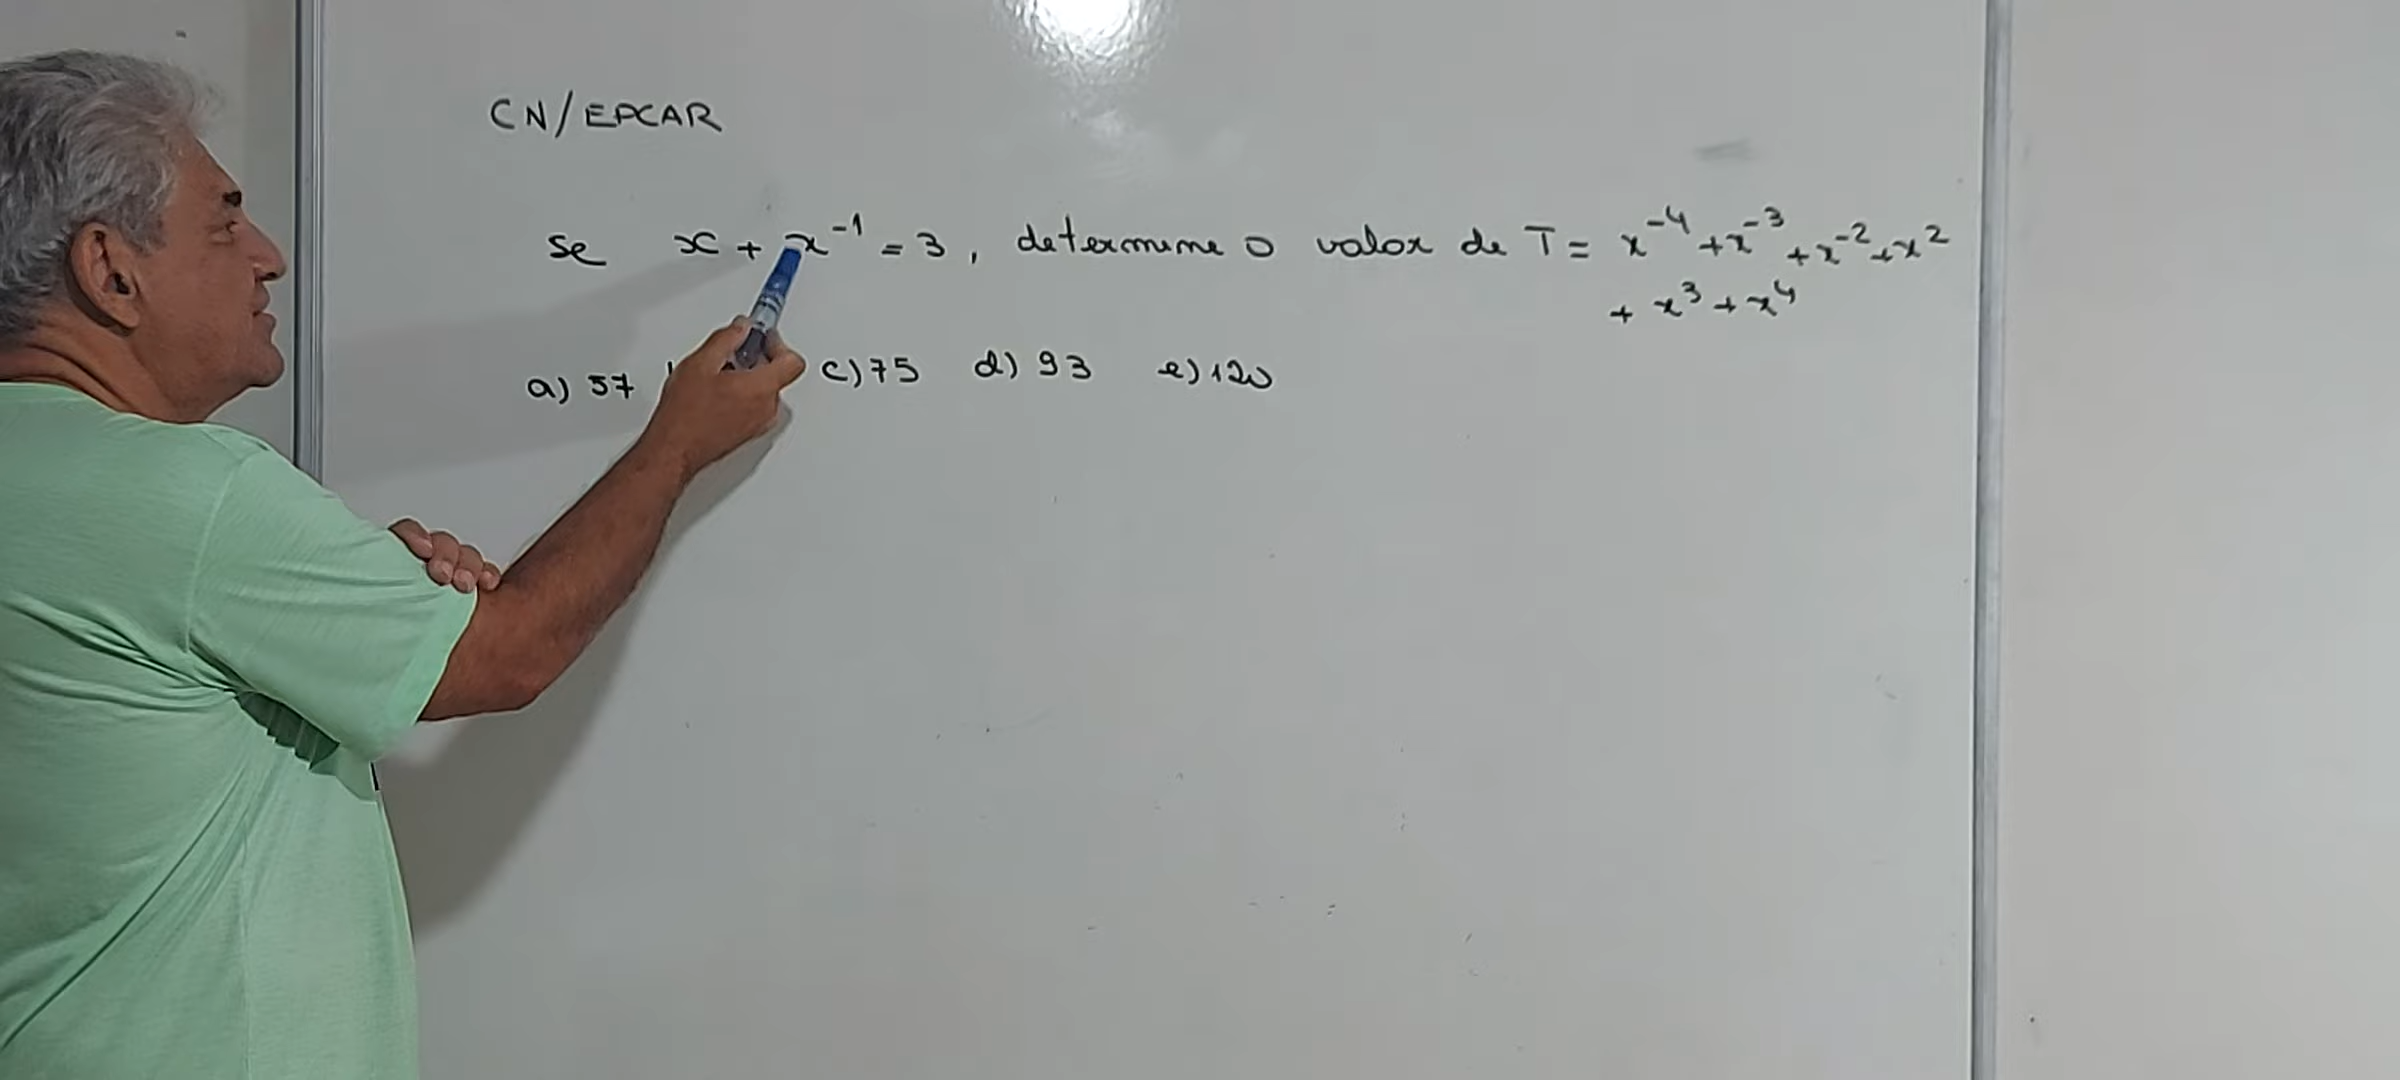 CN/EPCAR
Se x + x⁻¹ = 3, determine o valor de T = x⁻⁴ + x⁻³ + x⁻² + x²
+ x³ + x⁴
a) 57 c) 75 d) 93 e) 120